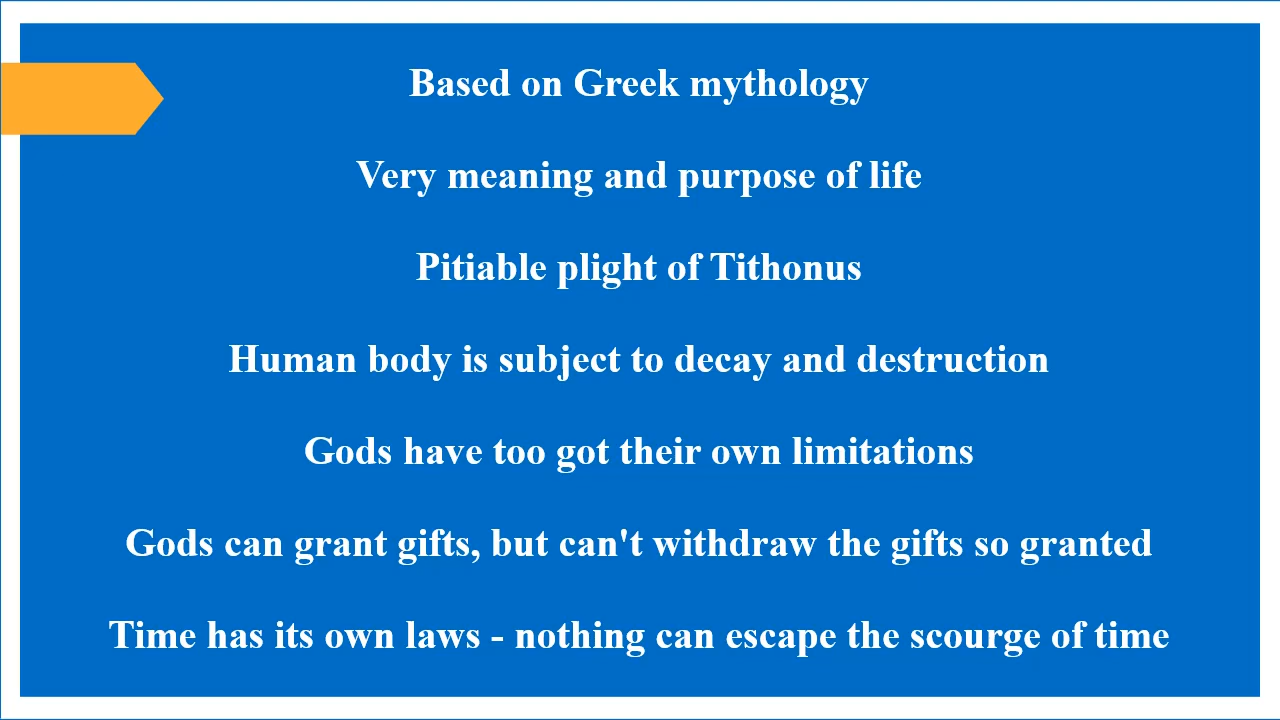 Based on Greek mythology
Very meaning and purpose of life
Pitiable plight of Tithonus
Human body is subject to decay and destruction
Gods have too got their own limitations
Gods can grant gifts, but can't withdraw the gifts so granted
Time has its own laws - nothing can escape the scourge of time